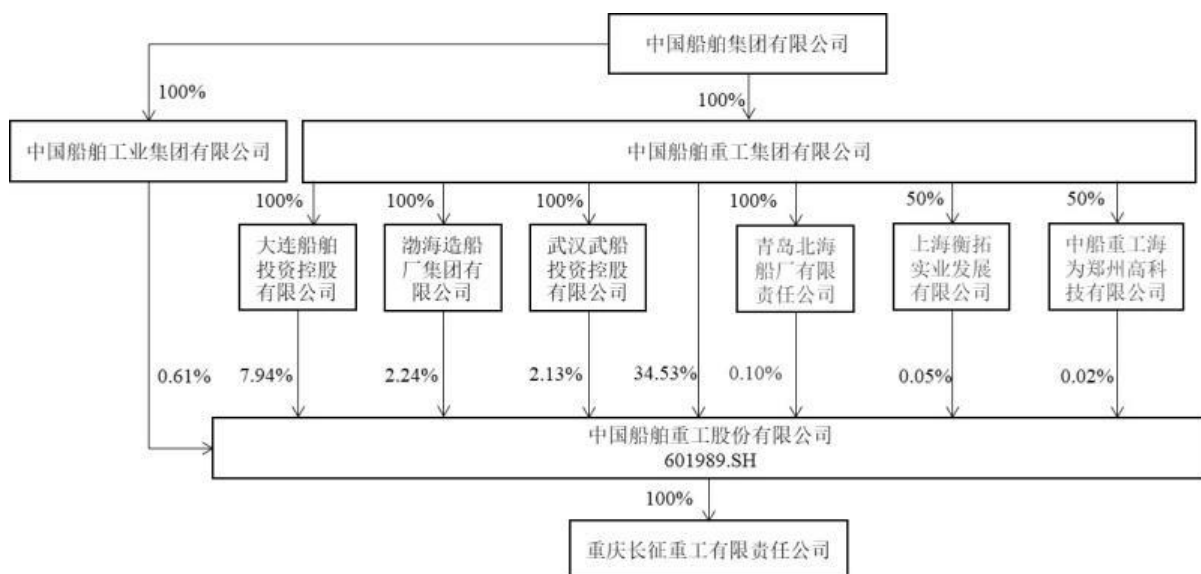 中国船舶集团有限公司
100%
100%
中国船舶工业集团有限公司
中国船舶重工集团有限公司
100%
100%
100%
100%
50%
50%
大连船舶
投资控股
有限公司
渤海造船
厂集团有
限公司
武汉武船
投资控股
有限公司
青岛北海
船厂有限
责任公司
上海衡拓
实业发展
有限公司
中船重工海
为郑州高科
技有限公司
0.61%
7.94%
2.24%
2.13%
34.53%
0.10%
0.05%
0.02%
中国船舶重工股份有限公司
601989.SH
100%
重庆长征重工有限责任公司